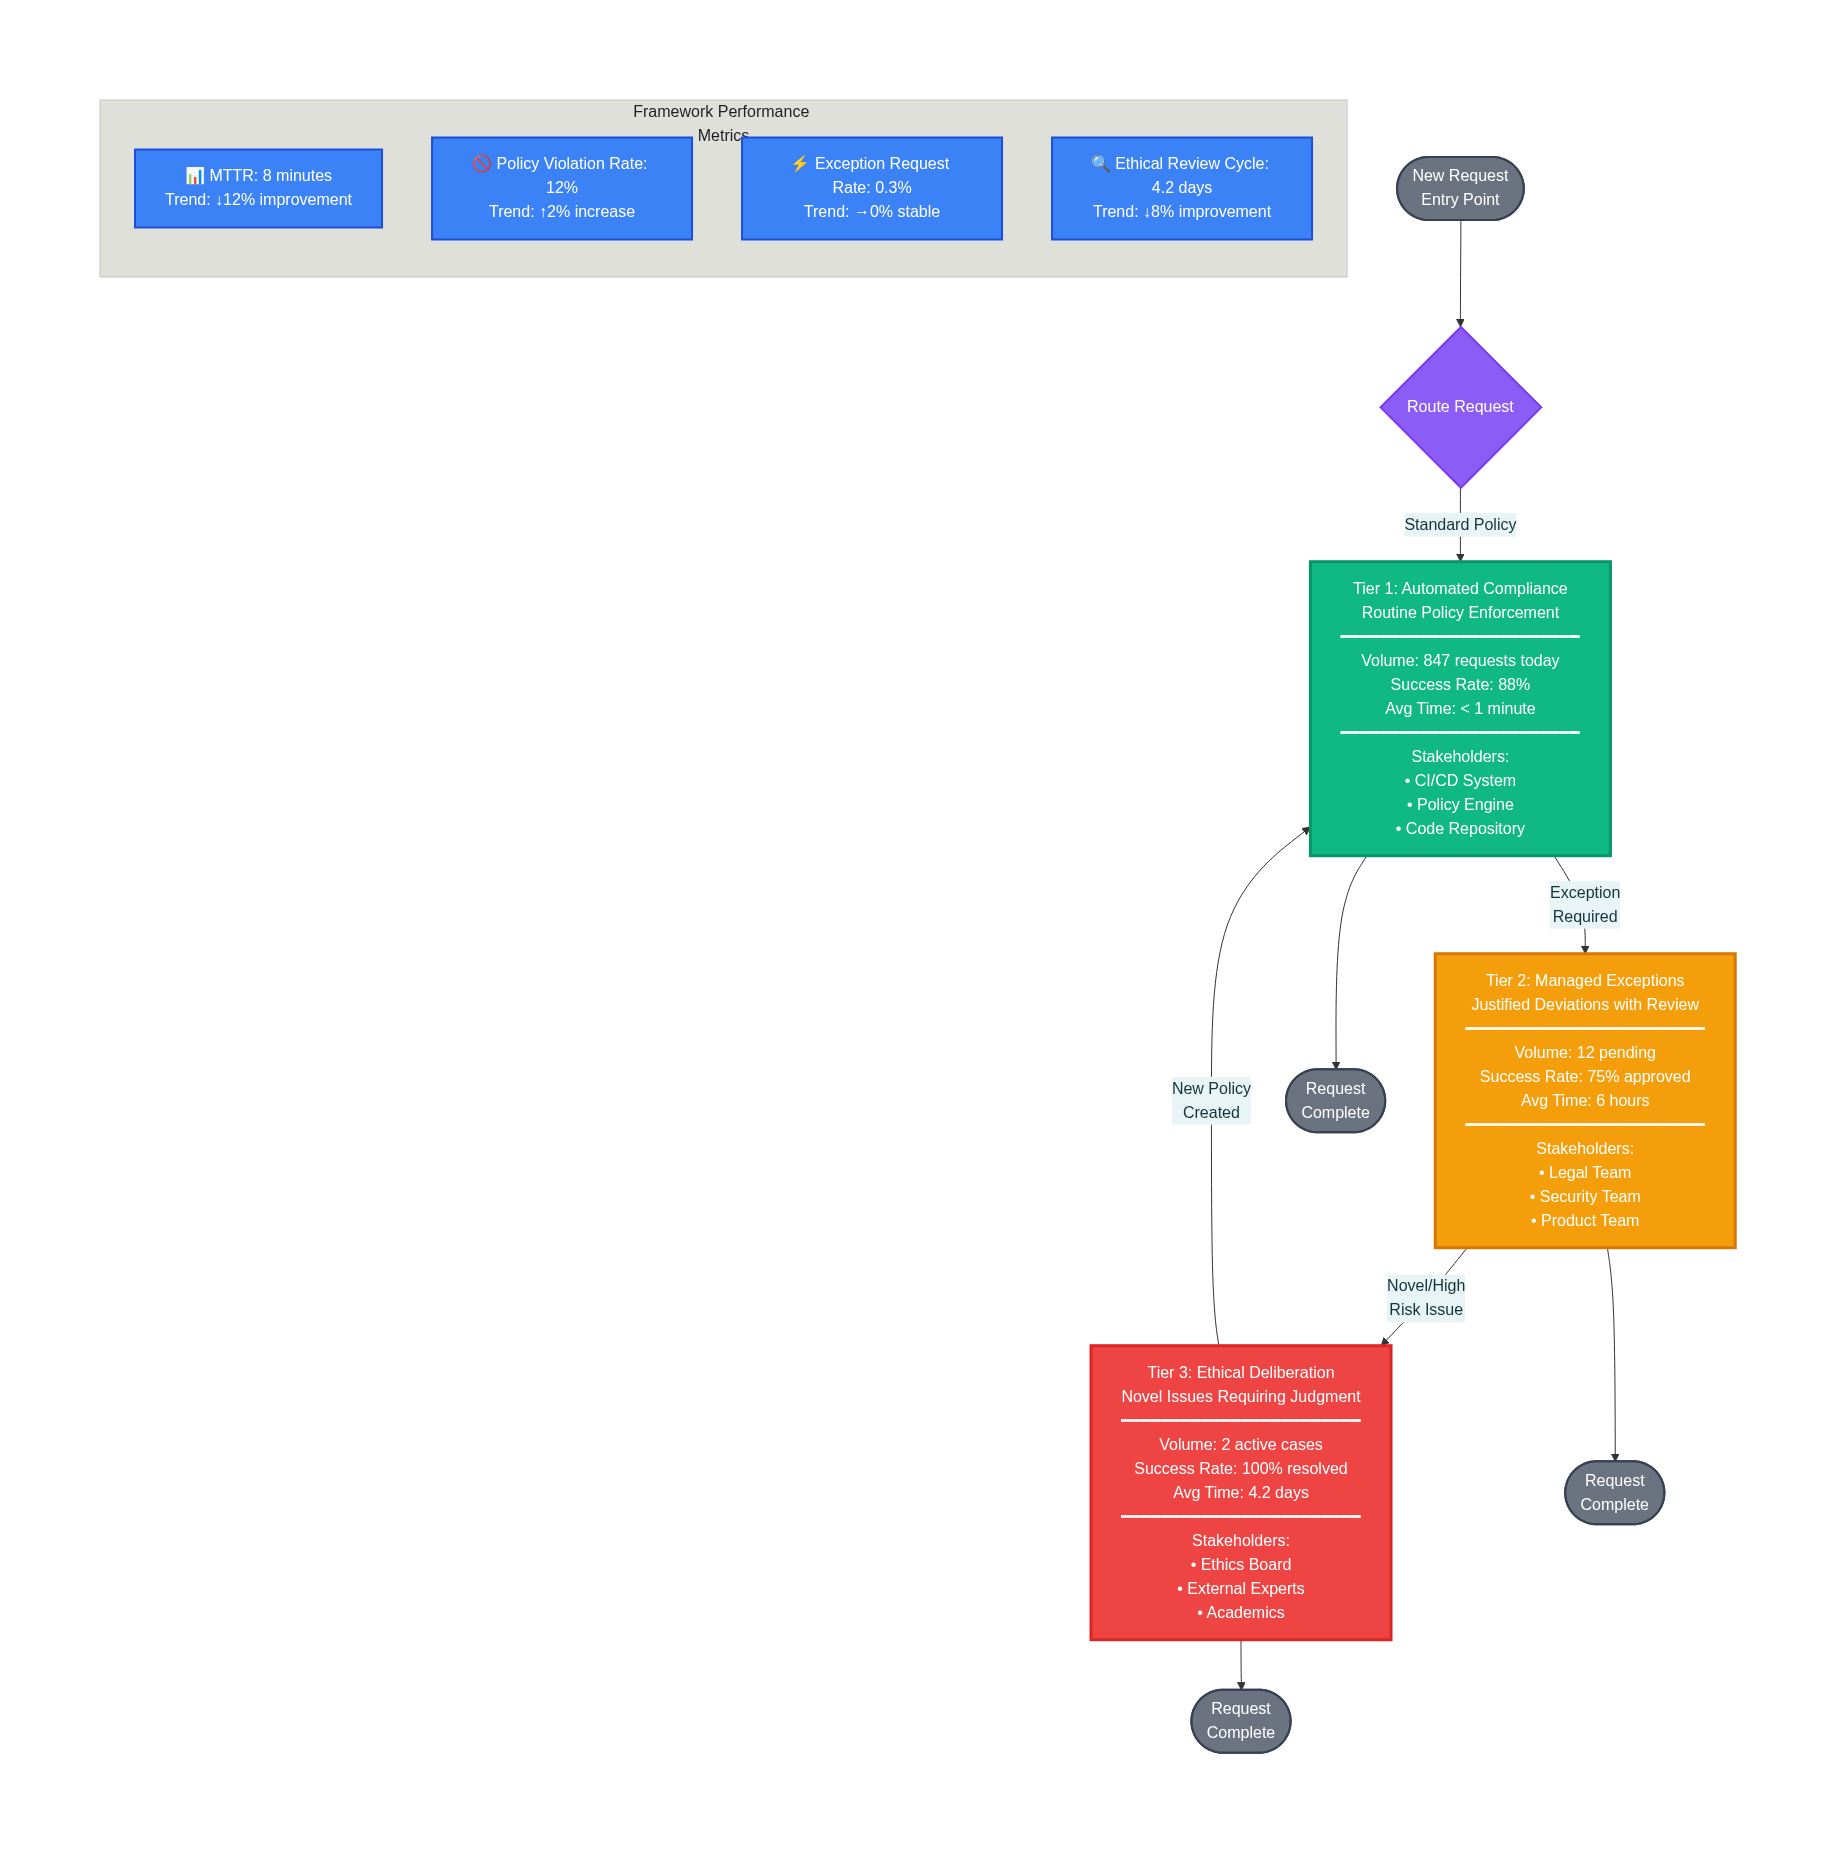 Framework Performance
Metrics
📊 MTTR: 8 minutes
Trend: ↓12% improvement
🚫 Policy Violation Rate:
12%
Trend: ↑2% increase
⚡ Exception Request
Rate: 0.3%
Trend: →0% stable
🔍 Ethical Review Cycle:
4.2 days
Trend: ↓8% improvement
New Request
Entry Point
Route Request
Standard Policy
Tier 1: Automated Compliance
Routine Policy Enforcement
Volume: 847 requests today
Success Rate: 88%
Avg Time: < 1 minute
Stakeholders:
• CI/CD System
• Policy Engine
• Code Repository
Exception
Required
Tier 2: Managed Exceptions
Justified Deviations with Review
Volume: 12 pending
Success Rate: 75% approved
Avg Time: 6 hours
Stakeholders:
• Legal Team
• Security Team
• Product Team
New Policy
Created
Request
Complete
Novel/High
Risk Issue
Tier 3: Ethical Deliberation
Novel Issues Requiring Judgment
Volume: 2 active cases
Success Rate: 100% resolved
Avg Time: 4.2 days
Stakeholders:
• Ethics Board
• External Experts
• Academics
Request
Complete
Request
Complete